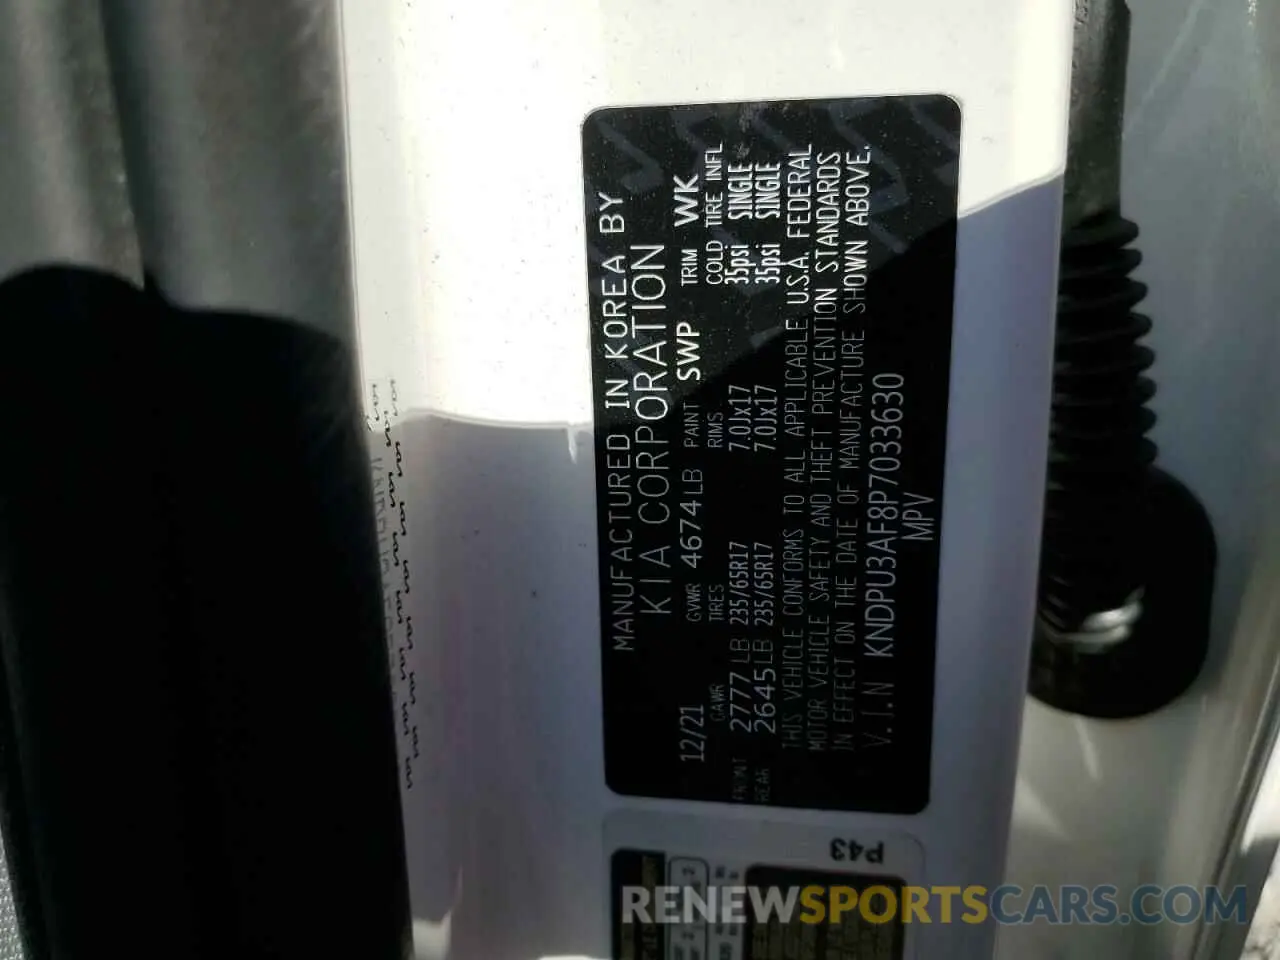 MANUFACTURED IN KOREA BY
KIA CORPORATION
12/21 GVWR 4674LB PAINT SWP TRIM WK
GAWR TIRES RIMS COLD TIRE INFL
FRONT 2777LB 235/65R17 7.0Jx17 35psi SINGLE
REAR 2645LB 235/65R17 7.0Jx17 35psi SINGLE
THIS VEHICLE CONFORMS TO ALL APPLICABLE U.S.A. FEDERAL
MOTOR VEHICLE SAFETY AND THEFT PREVENTION STANDARDS
IN EFFECT ON THE DATE OF MANUFACTURE SHOWN ABOVE.
V.I.N KNDPU3AF8P7033630
MPV
P43
RENEWSPORTSCARS.COM